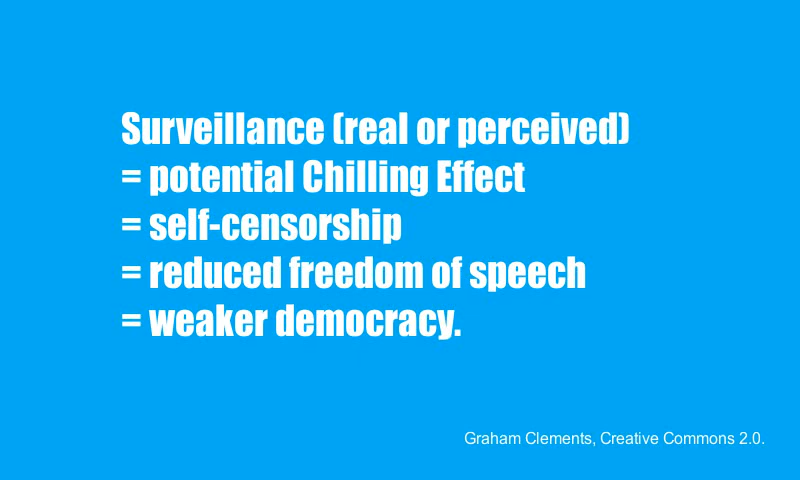 Surveillance (real or perceived)
= potential Chilling Effect
= self-censorship
= reduced freedom of speech
= weaker democracy.
Graham Clements, Creative Commons 2.0.